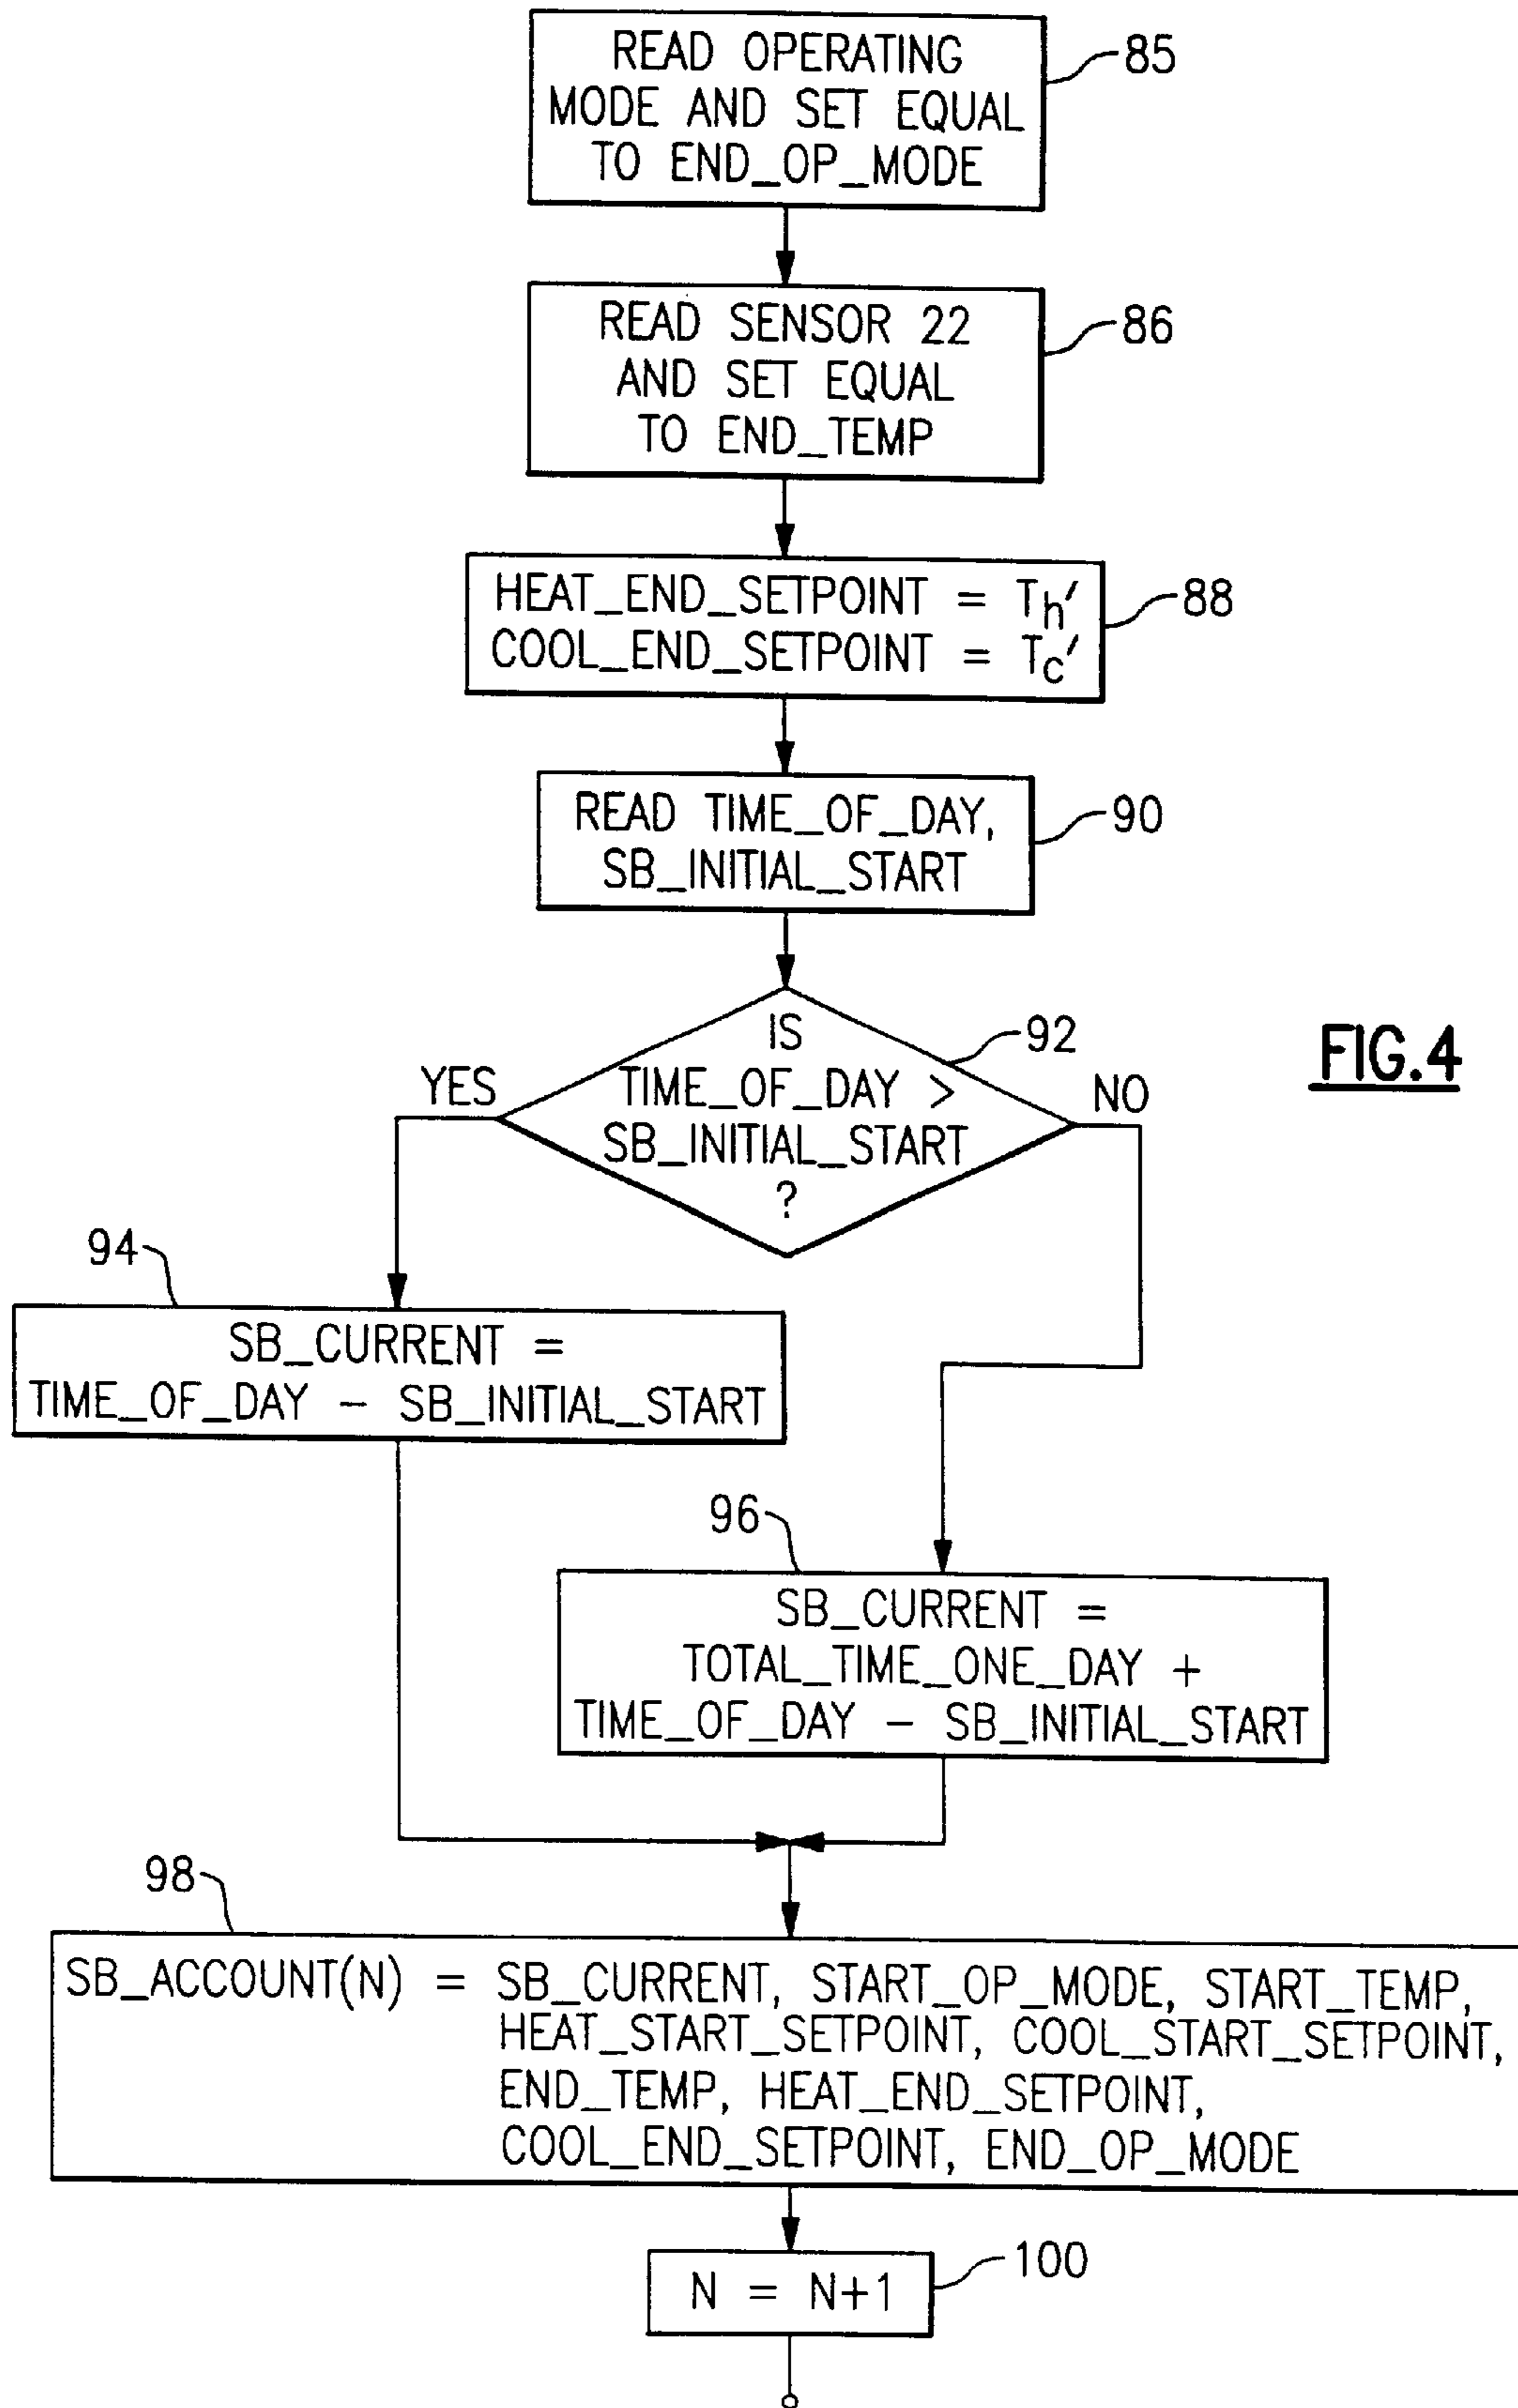 READ OPERATING
MODE AND SET EQUAL
TO END_OP_MODE
85
READ SENSOR 22
AND SET EQUAL
TO END_TEMP
86
HEAT_END_SETPOINT = Th'
COOL_END_SETPOINT = Tc'
88
READ TIME_OF_DAY,
SB_INITIAL_START
90
IS
TIME_OF_DAY >
SB_INITIAL_START
?
92
YES
NO
FIG.4
94
SB_CURRENT =
TIME_OF_DAY - SB_INITIAL_START
96
SB_CURRENT =
TOTAL_TIME_ONE_DAY +
TIME_OF_DAY - SB_INITIAL_START
98
SB_ACCOUNT(N) = SB_CURRENT, START_OP_MODE, START_TEMP,
HEAT_START_SETPOINT, COOL_START_SETPOINT,
END_TEMP, HEAT_END_SETPOINT,
COOL_END_SETPOINT, END_OP_MODE
N = N+1
100